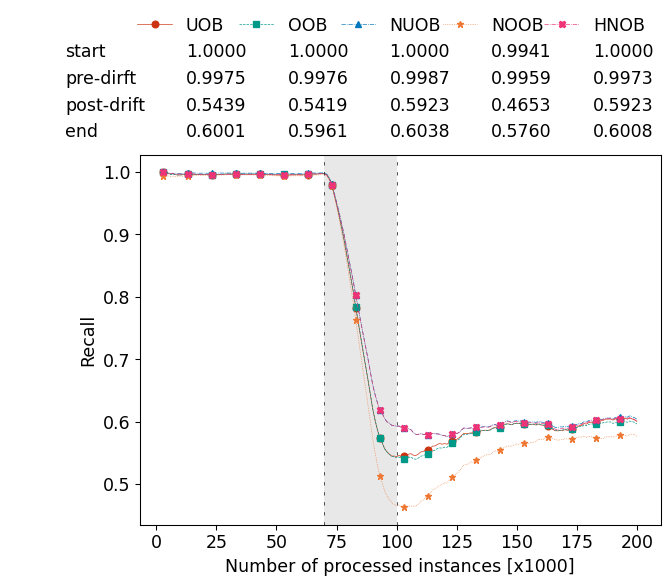 UOB OOB NUOB NOOB HNOB
start 1.0000 1.0000 1.0000 0.9941 1.0000
pre-dirft 0.9975 0.9976 0.9987 0.9959 0.9973
post-drift 0.5439 0.5419 0.5923 0.4653 0.5923
end 0.6001 0.5961 0.6038 0.5760 0.6008
1.0
0.9
0.8
0.7
0.6
0.5
Recall
0 25 50 75 100 125 150 175 200
Number of processed instances [x1000]